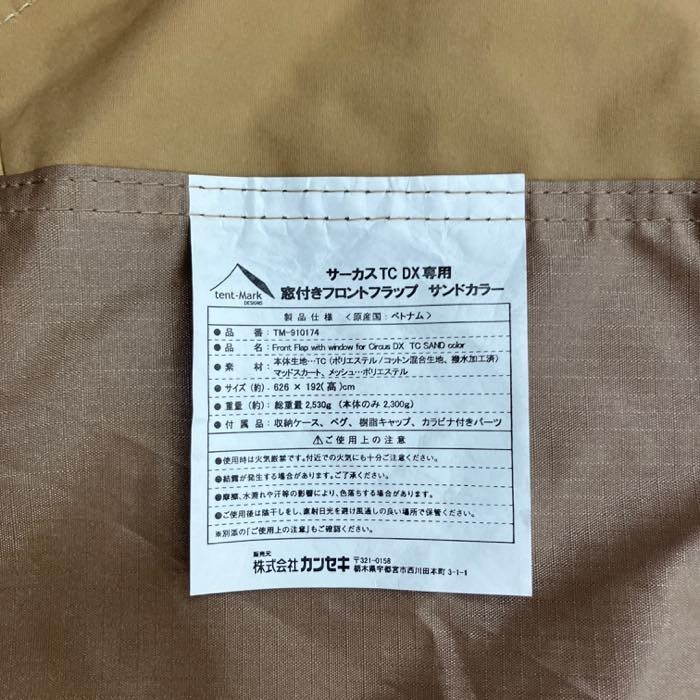 tent-Mark
DESIGNS
サーカス TC DX 専用
窓付きフロントフラップ サンドカラー
製品仕様 〈原産国：ベトナム〉
●品 番：TM-910174
●品 名：Front Flap with window for Circus DX TC SAND color
●素 材：本体生地…TC（ポリエステル/コットン混合生地、撥水加工済）
マッドスカート、メッシュ…ポリエステル
●サイズ（約）：626 × 192(高)cm
●重量（約）：総重量 2,530g （本体のみ 2,300g）
●付 属 品：収納ケース、ペグ、樹脂キャップ、カラビナ付きパーツ
⚠ご使用上の注意
●使用時は火気厳禁です。付近での火気にも十分ご注意ください。
●結露が発生する場合があります。ご了承ください。
●摩擦、水濡れや汗等の影響により、色落ちする場合があります。
●ご使用後は陰干しをし、直射日光を避け風通しの良い場所で保管ください。
※別添の「ご使用上の注意」もご確認ください。
販売元
株式会社 カンセキ 〒321-0158
栃木県宇都宮市西川田本町 3-1-1